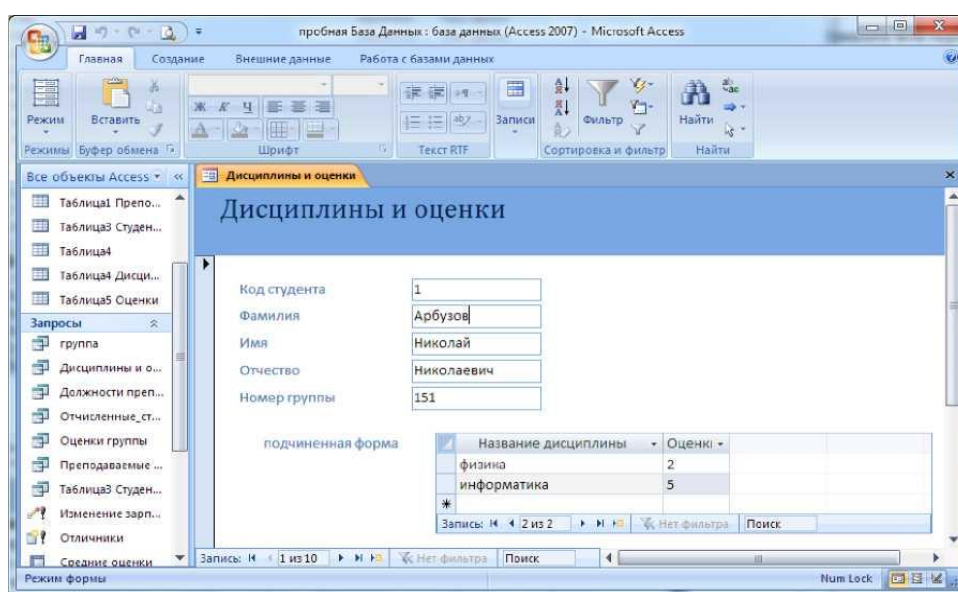 пробная База Данных : база данных (Access 2007) - Microsoft Access
Главная Создание Внешние данные Работа с базами данных
Режим Вставить Ж К Ч Записи Фильтр Найти
Режимы Буфер обмена Шрифт Текст RTF Сортировка и фильтр Найти
Все объекты Access
Таблица1 Препо...
Таблица3 Студен...
Таблица4
Таблица4 Дисци...
Таблица5 Оценки
Запросы
группа
Дисциплины и о...
Должности преп...
Отчисленные_ст...
Оценки группы
Преподаваемые ...
Таблица3 Студен...
Изменение зарп...
Отличники
Средние оценки
Дисциплины и оценки
Дисциплины и оценки
Код студента 1
Фамилия Арбузов
Имя Николай
Отчество Николаевич
Номер группы 151
подчиненная форма
Название дисциплины Оценки
физика 2
информатика 5
Запись: 2 из 2 Нет фильтра Поиск
Запись: 1 из 10 Нет фильтра Поиск
Режим формы Num Lock